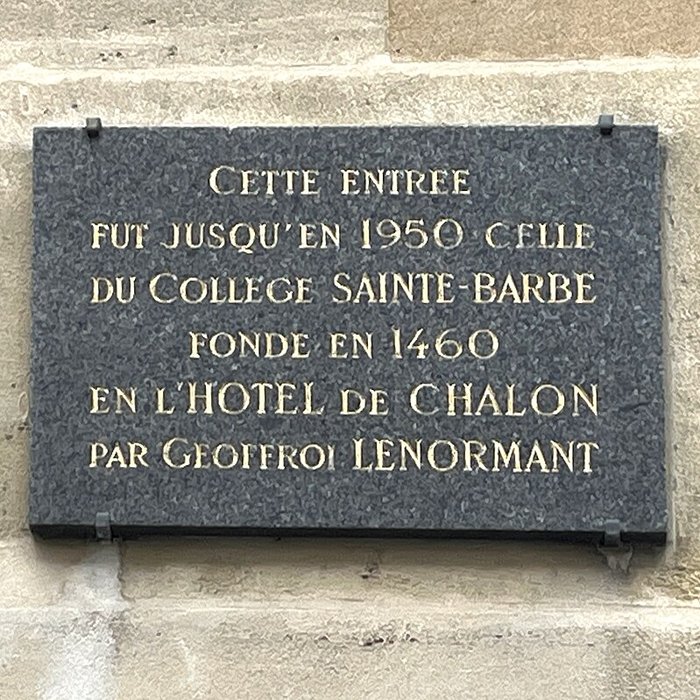 CETTE ENTREE
FUT JUSQU'EN 1950 CELLE
DU COLLEGE SAINTE-BARBE
FONDE EN 1460
EN L'HOTEL DE CHALON
PAR GEOFFROI LENORMANT